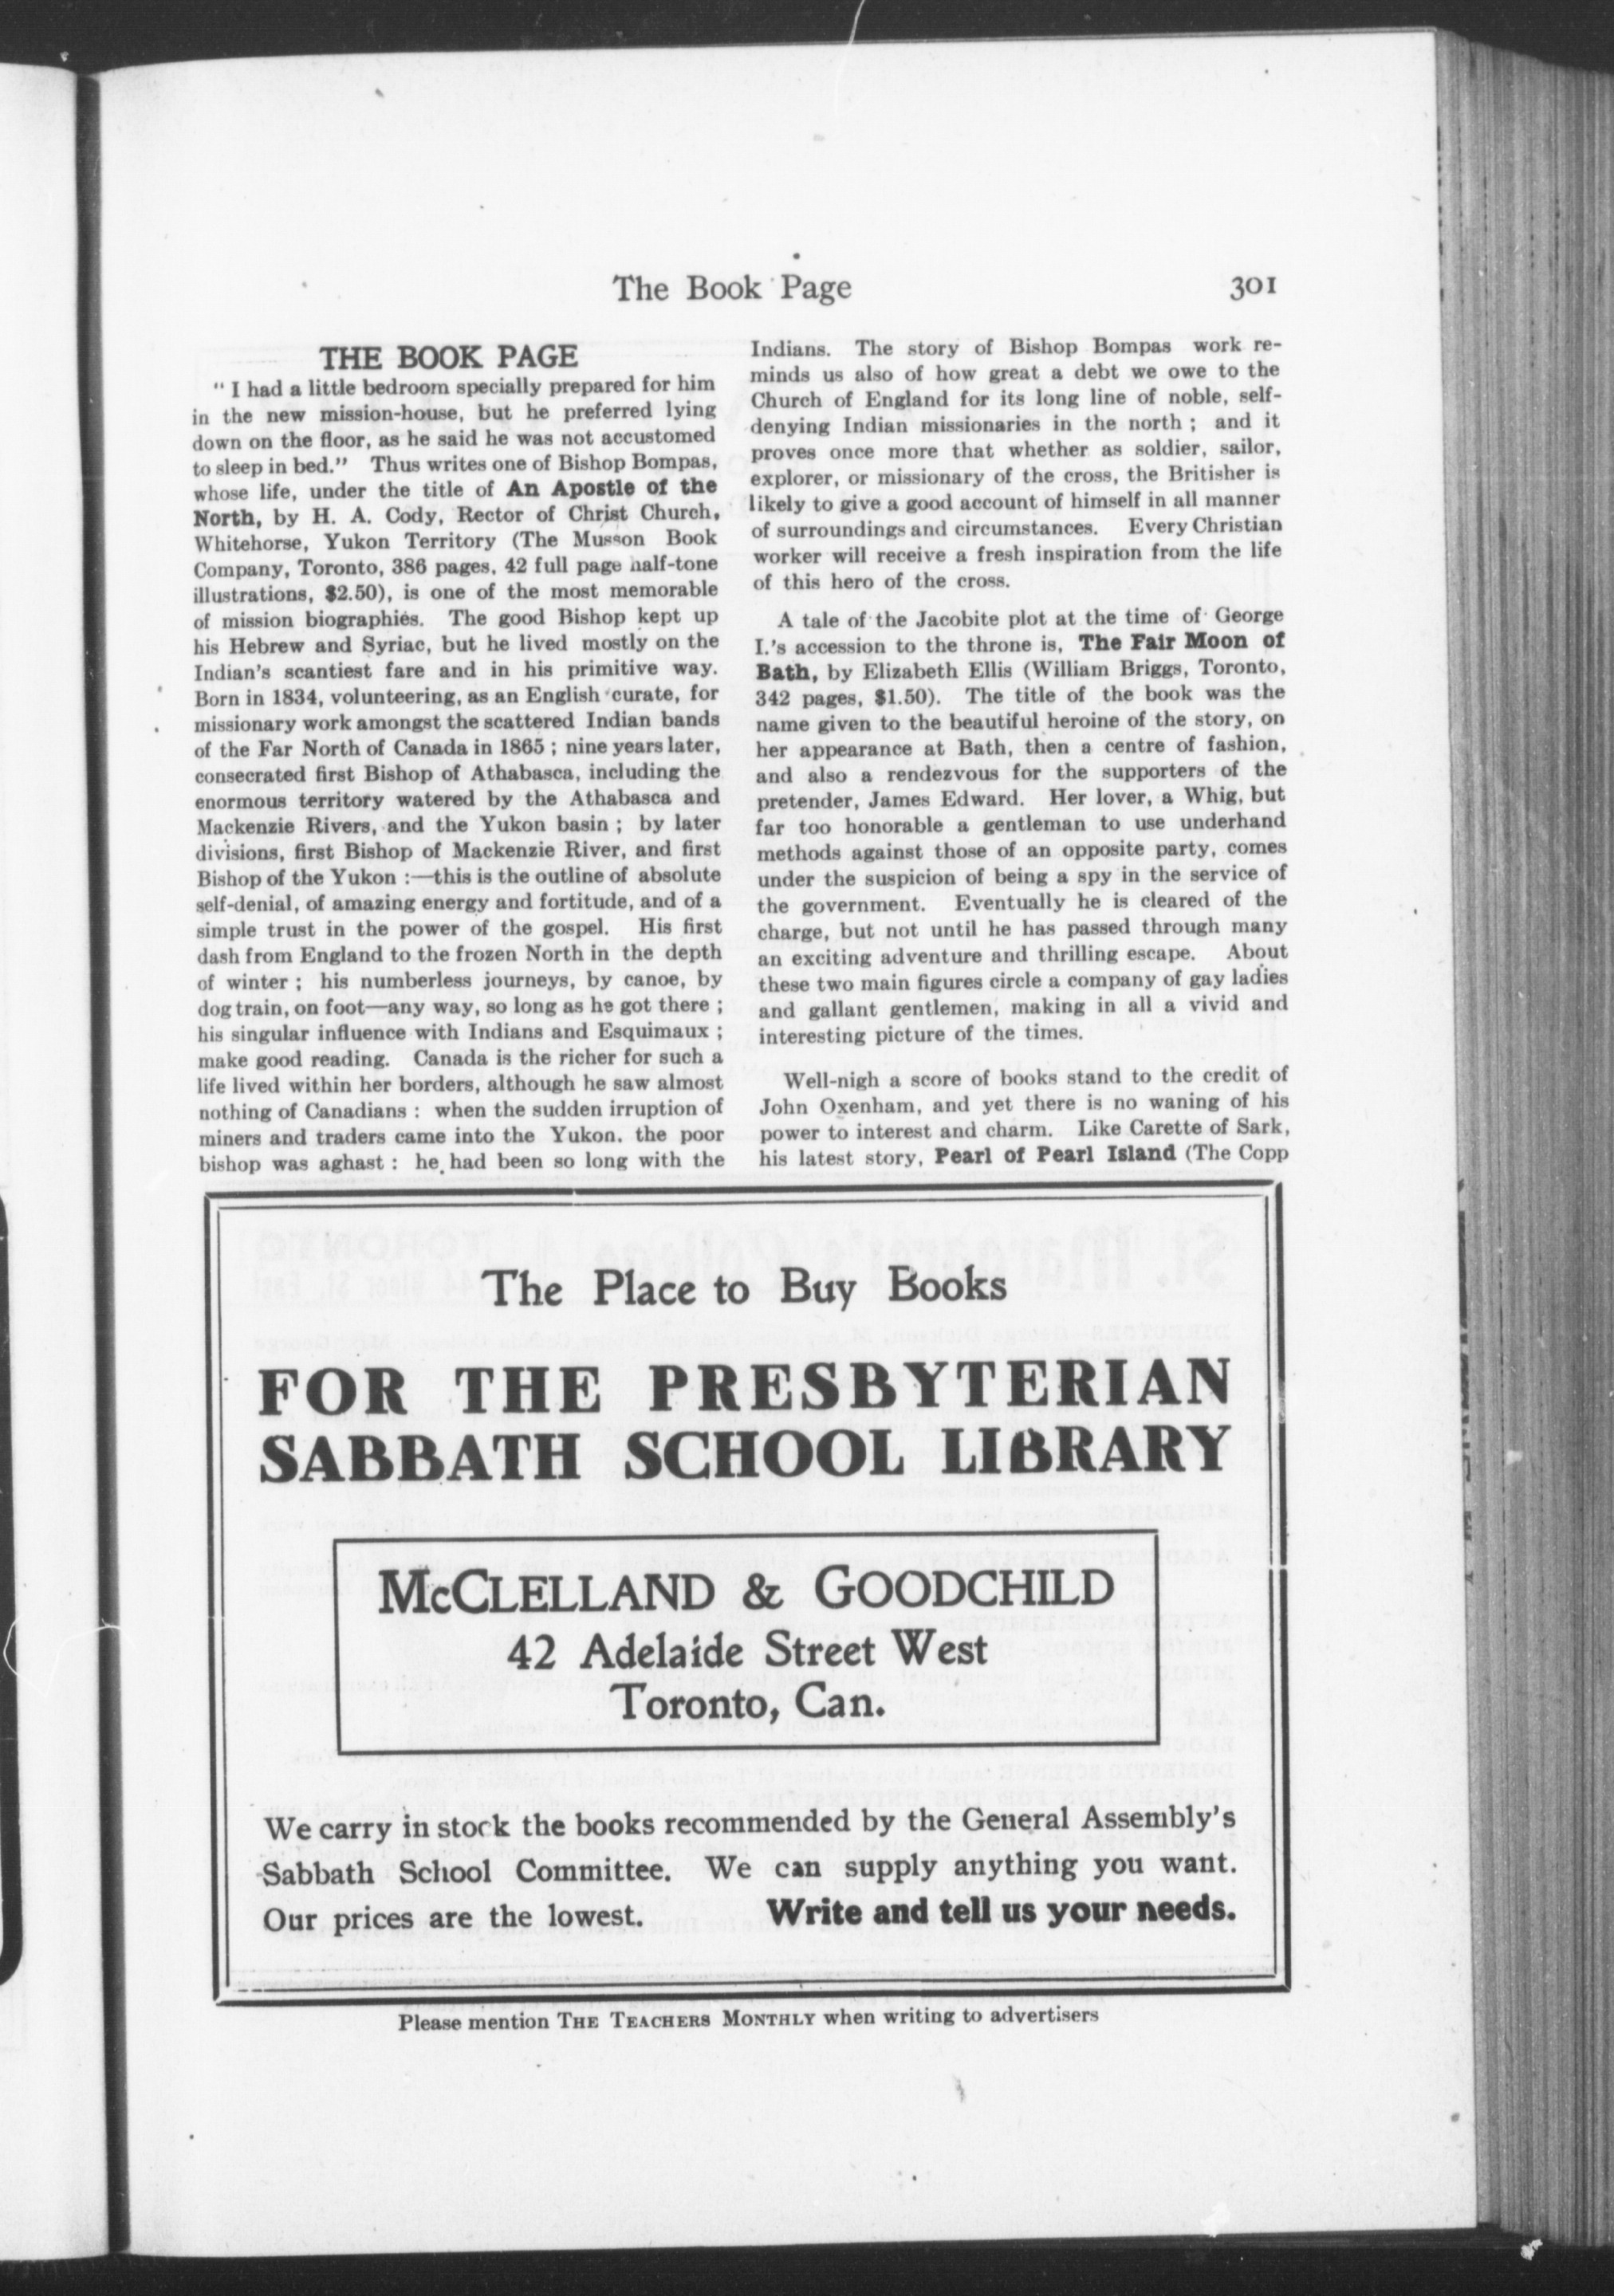 The Book Page 301
THE BOOK PAGE
" I had a little bedroom specially prepared for him
in the new mission-house, but he preferred lying
down on the floor, as he said he was not accustomed
to sleep in bed." Thus writes one of Bishop Bompas,
whose life, under the title of An Apostle of the
North, by H. A. Cody, Rector of Christ Church,
Whitehorse, Yukon Territory (The Musson Book
Company, Toronto, 386 pages, 42 full page half-tone
illustrations, $2.50), is one of the most memorable
of mission biographies. The good Bishop kept up
his Hebrew and Syriac, but he lived mostly on the
Indian's scantiest fare and in his primitive way.
Born in 1834, volunteering, as an English curate, for
missionary work amongst the scattered Indian bands
of the Far North of Canada in 1865 ; nine years later,
consecrated first Bishop of Athabasca, including the
enormous territory watered by the Athabasca and
Mackenzie Rivers, and the Yukon basin ; by later
divisions, first Bishop of Mackenzie River, and first
Bishop of the Yukon :—this is the outline of absolute
self-denial, of amazing energy and fortitude, and of a
simple trust in the power of the gospel. His first
dash from England to the frozen North in the depth
of winter ; his numberless journeys, by canoe, by
dog train, on foot—any way, so long as he got there ;
his singular influence with Indians and Esquimaux ;
make good reading. Canada is the richer for such a
life lived within her borders, although he saw almost
nothing of Canadians : when the sudden irruption of
miners and traders came into the Yukon. the poor
bishop was aghast : he had been so long with the
Indians. The story of Bishop Bompas work re-
minds us also of how great a debt we owe to the
Church of England for its long line of noble, self-
denying Indian missionaries in the north ; and it
proves once more that whether as soldier, sailor,
explorer, or missionary of the cross, the Britisher is
likely to give a good account of himself in all manner
of surroundings and circumstances. Every Christian
worker will receive a fresh inspiration from the life
of this hero of the cross.
A tale of the Jacobite plot at the time of George
I.'s accession to the throne is, The Fair Moon of
Bath, by Elizabeth Ellis (William Briggs, Toronto,
342 pages, $1.50). The title of the book was the
name given to the beautiful heroine of the story, on
her appearance at Bath, then a centre of fashion,
and also a rendezvous for the supporters of the
pretender, James Edward. Her lover, a Whig, but
far too honorable a gentleman to use underhand
methods against those of an opposite party, comes
under the suspicion of being a spy in the service of
the government. Eventually he is cleared of the
charge, but not until he has passed through many
an exciting adventure and thrilling escape. About
these two main figures circle a company of gay ladies
and gallant gentlemen, making in all a vivid and
interesting picture of the times.
Well-nigh a score of books stand to the credit of
John Oxenham, and yet there is no waning of his
power to interest and charm. Like Carette of Sark,
his latest story, Pearl of Pearl Island (The Copp
The Place to Buy Books
FOR THE PRESBYTERIAN
SABBATH SCHOOL LIBRARY
McCLELLAND & GOODCHILD
42 Adelaide Street West
Toronto, Can.
We carry in stock the books recommended by the General Assembly's
Sabbath School Committee. We can supply anything you want.
Our prices are the lowest. Write and tell us your needs.
Please mention THE TEACHERS MONTHLY when writing to advertisers